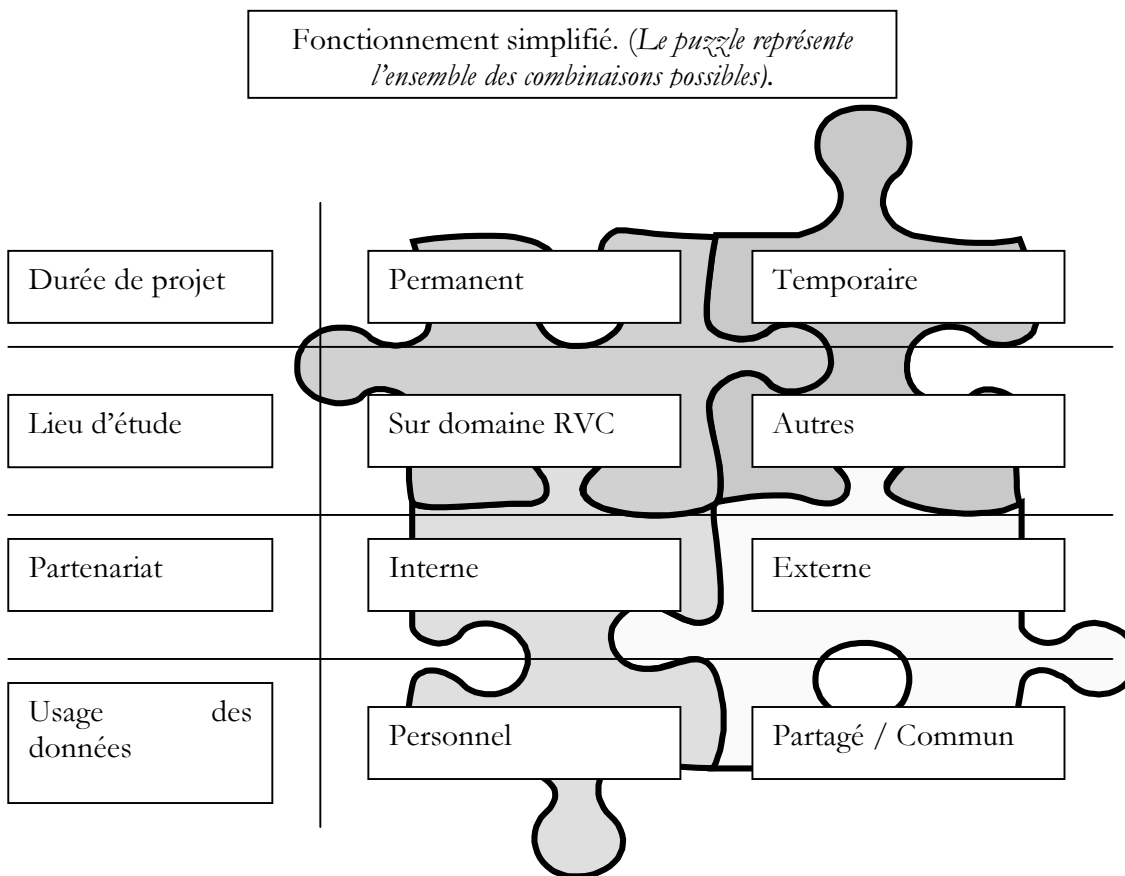 Fonctionnement simplifié. (Le puzzle représente
l'ensemble des combinaisons possibles).
Durée de projet
Permanent
Temporaire
Lieu d'étude
Sur domaine RVC
Autres
Partenariat
Interne
Externe
Usage des
données
Personnel
Partagé / Commun